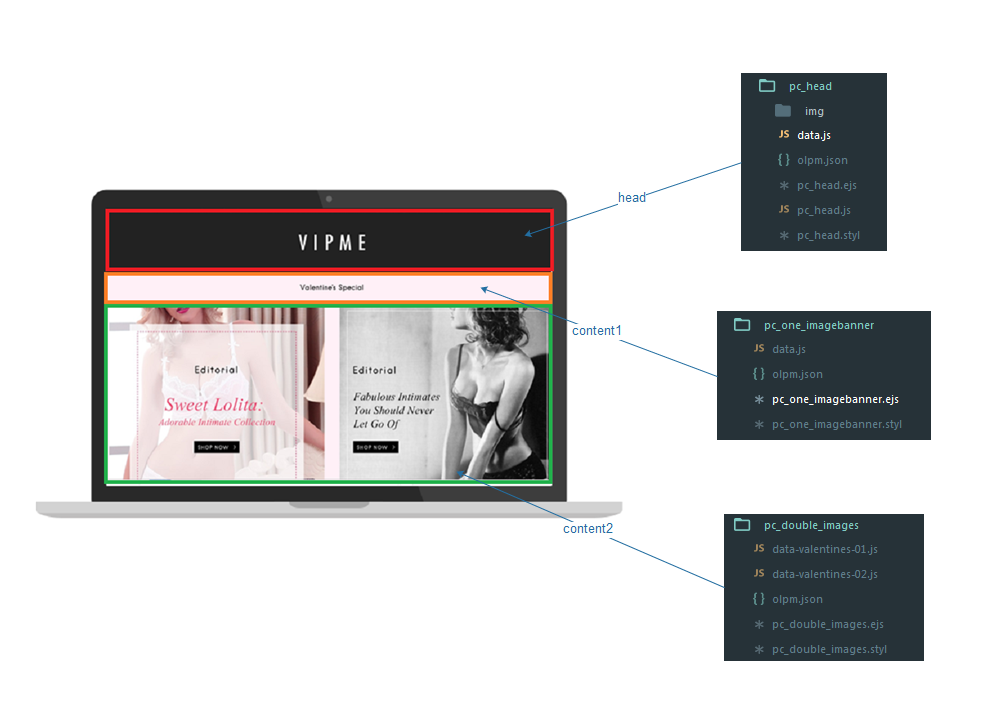 pc_head
img
JS data.js
{} olpm.json
* pc_head.ejs
JS pc_head.js
* pc_head.styl
head
VIPME
Valentine's Special
content1
pc_one_imagebanner
JS data.js
{} olpm.json
* pc_one_imagebanner.ejs
* pc_one_imagebanner.styl
Editorial
Sweet Lolita:
Adorable Intimate Collection
SHOP NOW >
Editorial
Fabulous Intimates
You Should Never
Let Go Of
SHOP NOW >
content2
pc_double_images
JS data-valentines-01.js
JS data-valentines-02.js
{} olpm.json
* pc_double_images.ejs
* pc_double_images.styl